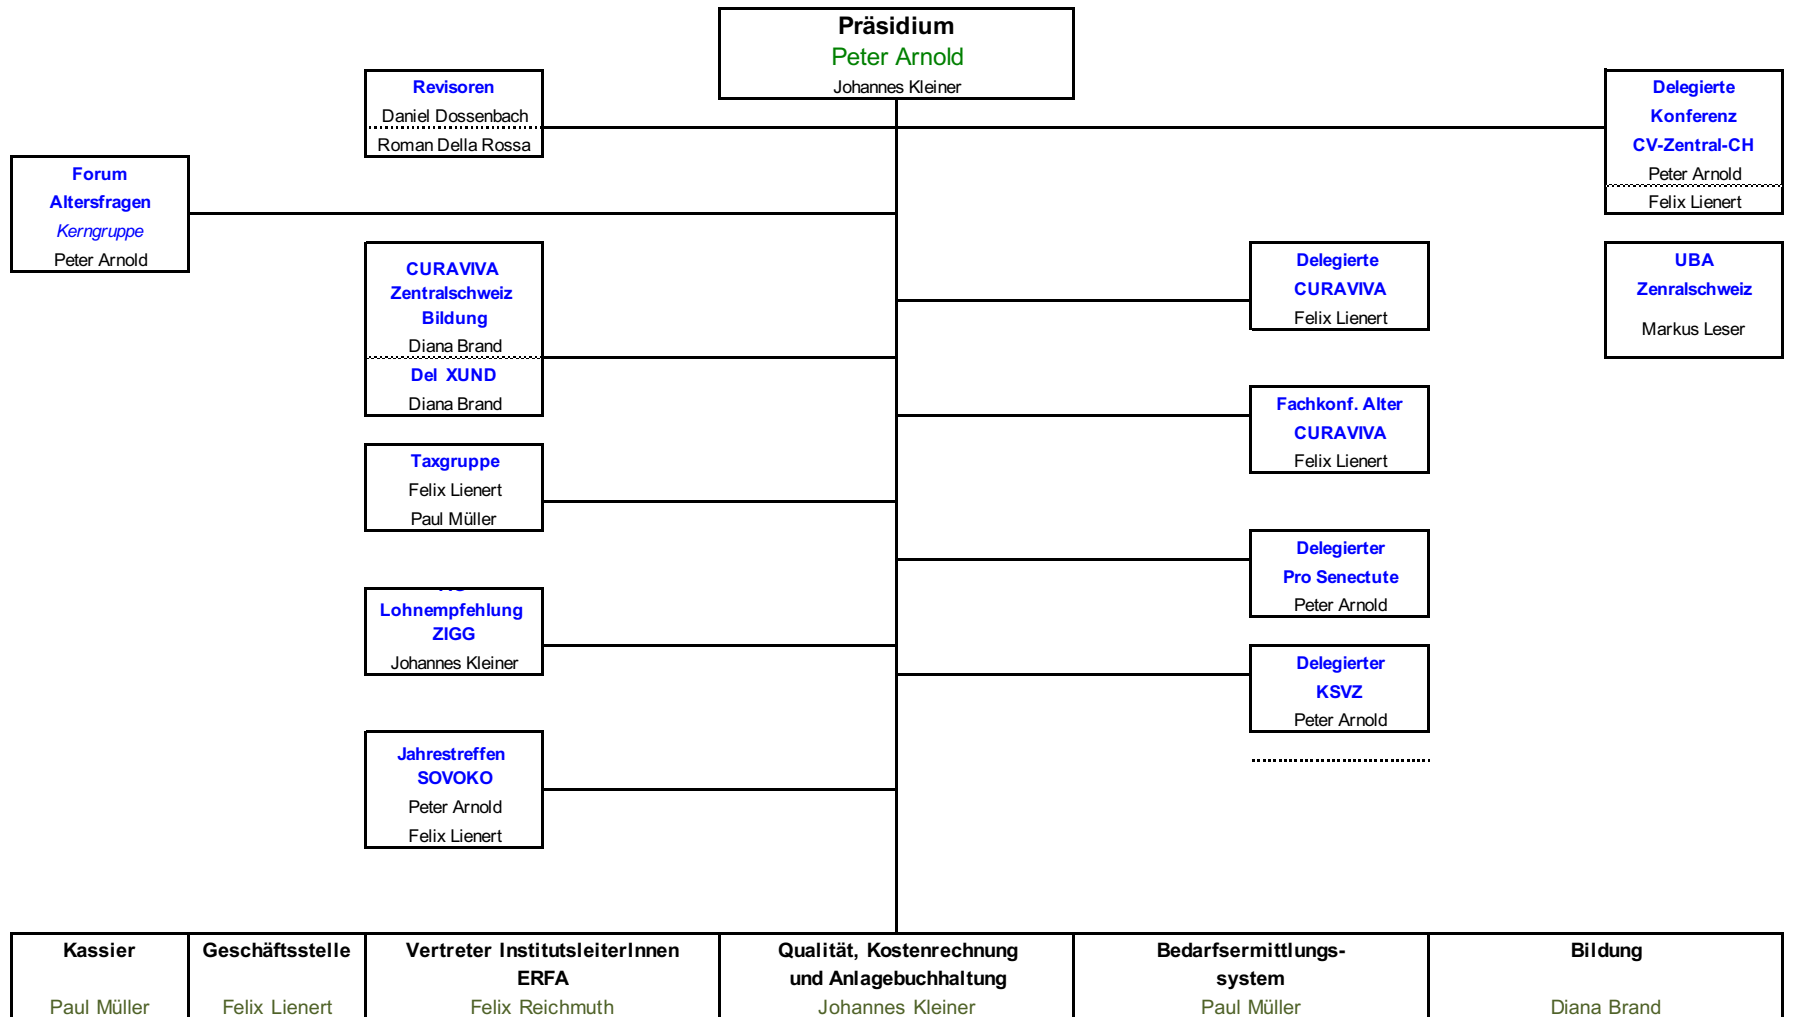 Präsidium
Peter Arnold
Johannes Kleiner
Revisoren
Daniel Dossenbach
Roman Della Rossa
Delegierte
Konferenz
CV-Zentral-CH
Peter Arnold
Felix Lienert
Forum
Altersfragen
Kerngruppe
Peter Arnold
CURAVIVA
Zentralschweiz
Bildung
Diana Brand
Del XUND
Diana Brand
Delegierte
CURAVIVA
Felix Lienert
UBA
Zenralschweiz
Markus Leser
Fachkonf. Alter
CURAVIVA
Felix Lienert
Taxgruppe
Felix Lienert
Paul Müller
Delegierter
Pro Senectute
Peter Arnold
Lohnempfehlung
ZIGG
Johannes Kleiner
Delegierter
KSVZ
Peter Arnold
Jahrestreffen
SOVOKO
Peter Arnold
Felix Lienert
Kassier
Paul Müller
Geschäftsstelle
Felix Lienert
Vertreter InstitutsleiterInnen
ERFA
Felix Reichmuth
Qualität, Kostenrechnung
und Anlagebuchhaltung
Johannes Kleiner
Bedarfsermittlungs-
system
Paul Müller
Bildung
Diana Brand